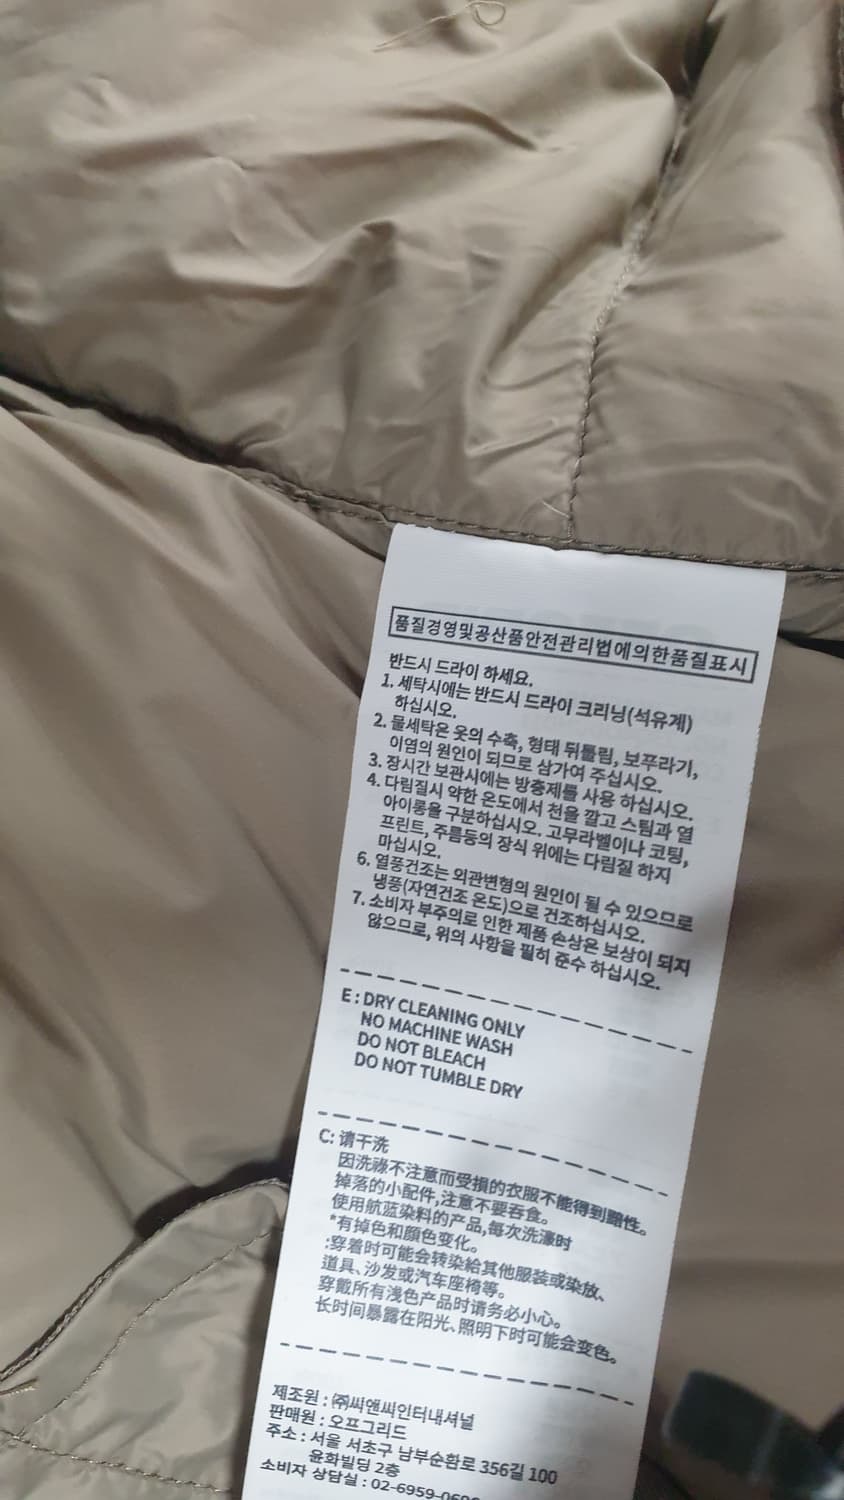 품질경영및공산품안전관리법에의한품질표시
반드시 드라이 하세요.
1. 세탁시에는 반드시 드라이 크리닝(석유계)
하십시오.
2. 물세탁은 옷의 수축, 형태 뒤틀림, 보푸라기,
이염의 원인이 되므로 삼가여 주십시오.
3. 장시간 보관시에는 방충제를 사용 하십시오.
4. 다림질시 약한 온도에서 천을 깔고 스팀과 열
아이롱을 구분하십시오. 고무라벨이나 코팅,
프린트, 주름등의 장식 위에는 다림질 하지
마십시오.
6. 열풍건조는 외관변형의 원인이 될 수 있으므로
냉풍(자연건조 온도)으로 건조하십시오.
7. 소비자 부주의로 인한 제품 손상은 보상이 되지
않으므로, 위의 사항을 필히 준수 하십시오.
E : DRY CLEANING ONLY
NO MACHINE WASH
DO NOT BLEACH
DO NOT TUMBLE DRY
C: 请干洗
因洗祿不注意而受損的衣服不能得到賠性。
掉落的小配件,注意不要吞食。
使用航蓝染料的产品,每次洗濠时
*有掉色和顔色变化。
:穿着时可能会转染給其他服装或染放、
道具、沙发或汽车座椅等。
穿戴所有浅色产品时请务必小心。
长时间暴露在阳光、照明下时可能会变色。
제조원 : ㈜씨앤씨인터내셔널
판매원 : 오프그리드
주소 : 서울 서초구 남부순환로 356길 100
윤화빌딩 2층
소비자 상담실 : 02-6959-